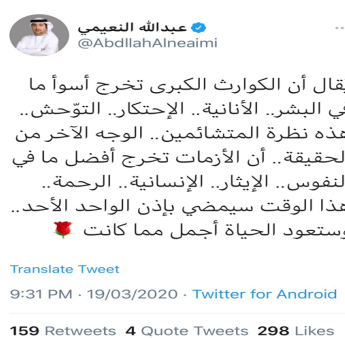 عبدالله النعيمي
@AbdllahAlneaimi
يقال أن الكوارث الكبرى تخرج أسوأ ما
في البشر.. الأنانية.. الإحتكار.. التوّحش..
هذه نظرة المتشائمين.. الوجه الآخر من
الحقيقة.. أن الأزمات تخرج أفضل ما في
النفوس.. الإيثار.. الإنسانية.. الرحمة..
هذا الوقت سيمضي بإذن الواحد الأحد..
وستعود الحياة أجمل مما كانت 🌹
Translate Tweet
9:31 PM · 19/03/2020 · Twitter for Android
159 Retweets 4 Quote Tweets 298 Likes